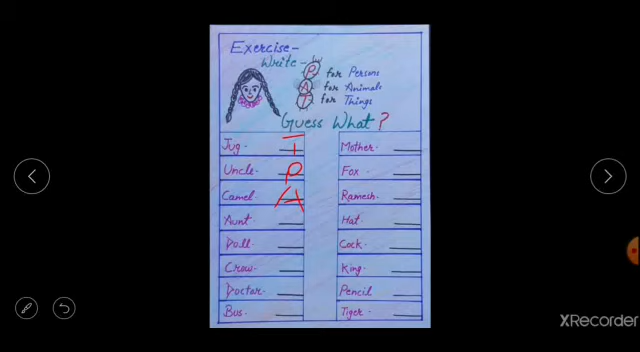 Exercise-
Write-
P for Persons
A for Animals
T for Things
Guess What?
Jug- T
Uncle- P
Camel- A
Aunt
Doll-
Crow-
Doctor-
Bus-
Mother-
Fox-
Ramesh-
Hat-
Cock-
King-
Pencil
Tiger-
XRecorder